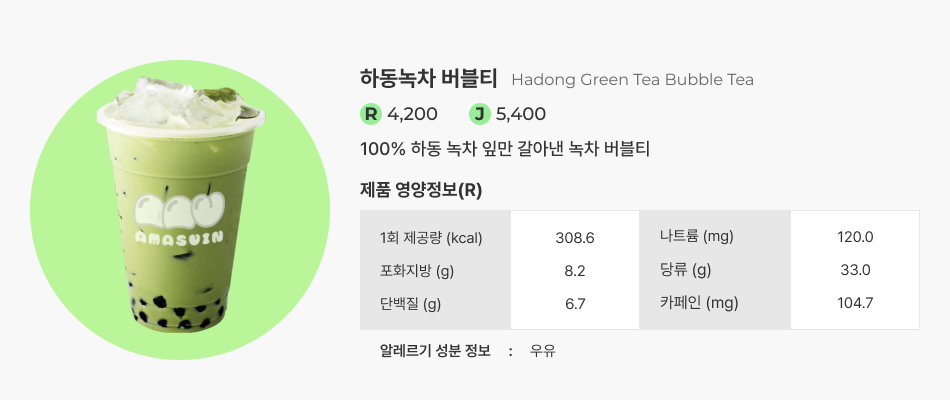 하동녹차 버블티 Hadong Green Tea Bubble Tea
R 4,200 J 5,400
100% 하동 녹차 잎만 갈아낸 녹차 버블티
제품 영양정보(R)
1회 제공량 (kcal) 308.6 나트륨 (mg) 120.0
포화지방 (g) 8.2 당류 (g) 33.0
단백질 (g) 6.7 카페인 (mg) 104.7
알레르기 성분 정보 : 우유
AMASVIN